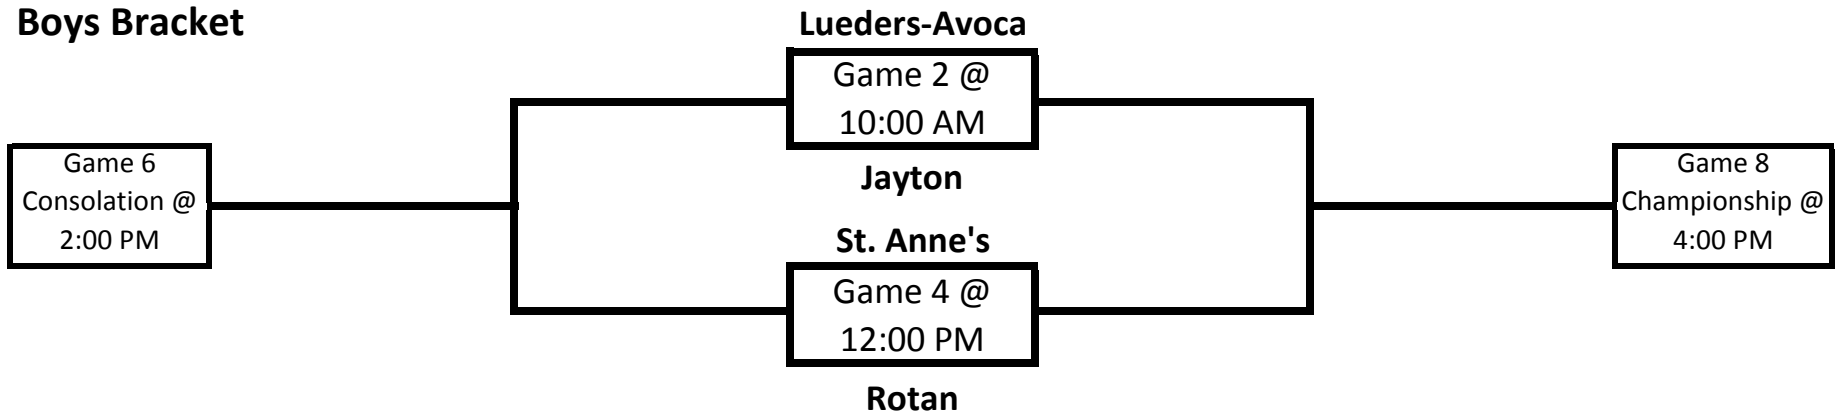 Boys Bracket
Lueders-Avoca
Game 2 @
10:00 AM
Jayton
Game 6
Consolation @
2:00 PM
Game 8
Championship @
4:00 PM
St. Anne's
Game 4 @
12:00 PM
Rotan